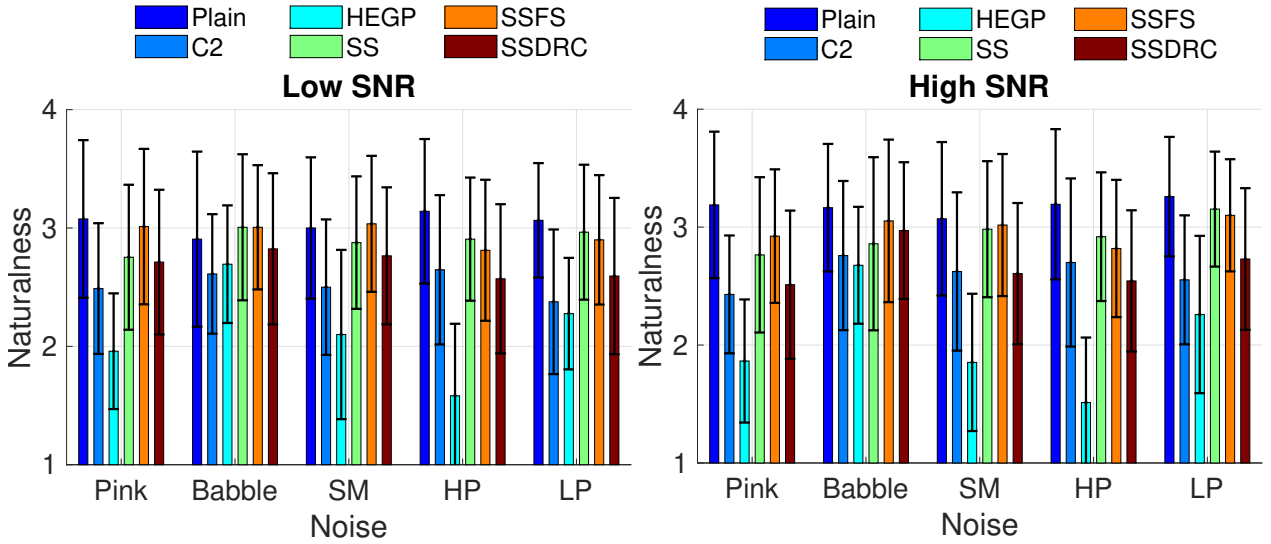 Plain HEGP SSFS
C2 SS SSDRC
Low SNR
4
3
2
1
Naturalness
Pink Babble SM HP LP
Noise
Plain HEGP SSFS
C2 SS SSDRC
High SNR
4
3
2
1
Naturalness
Pink Babble SM HP LP
Noise